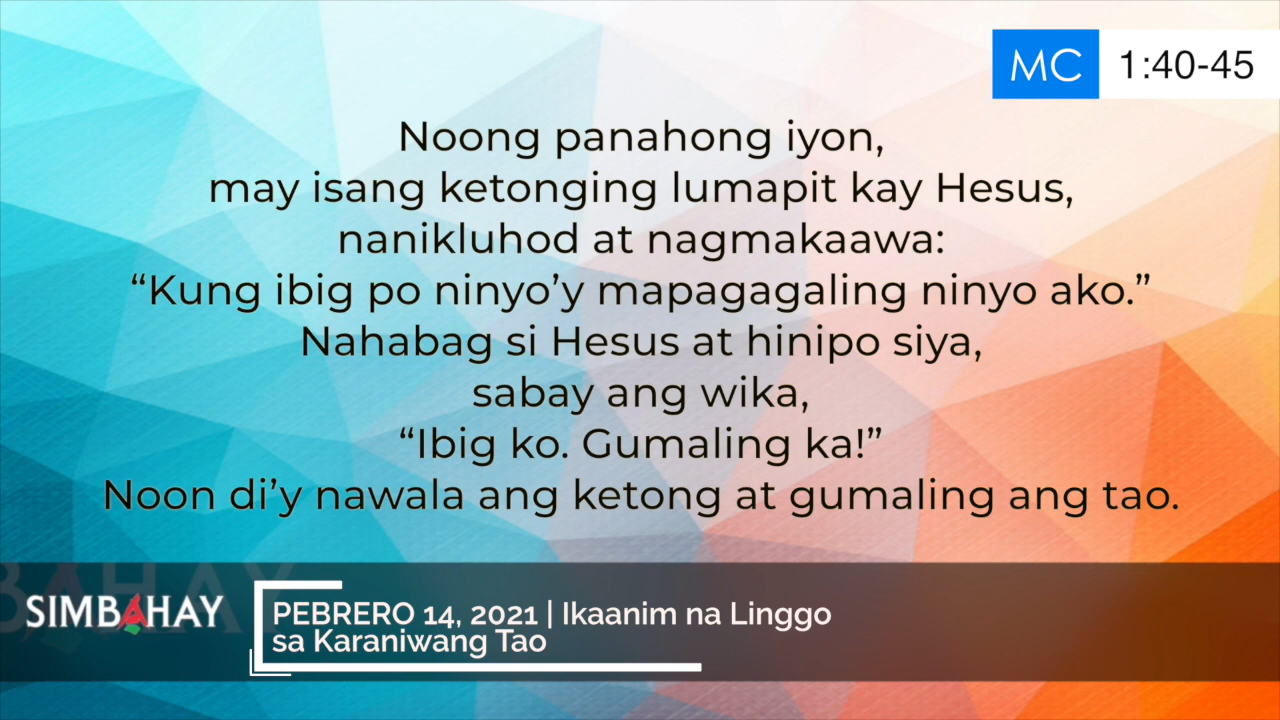 MC 1:40-45
Noong panahong iyon,
may isang ketonging lumapit kay Hesus,
nanikluhod at nagmakaawa:
“Kung ibig po ninyo’y mapagagaling ninyo ako.”
Nahabag si Hesus at hinipo siya,
sabay ang wika,
“Ibig ko. Gumaling ka!”
Noon di’y nawala ang ketong at gumaling ang tao.
SIMBAHAY
PEBRERO 14, 2021 | Ikaanim na Linggo
sa Karaniwang Tao